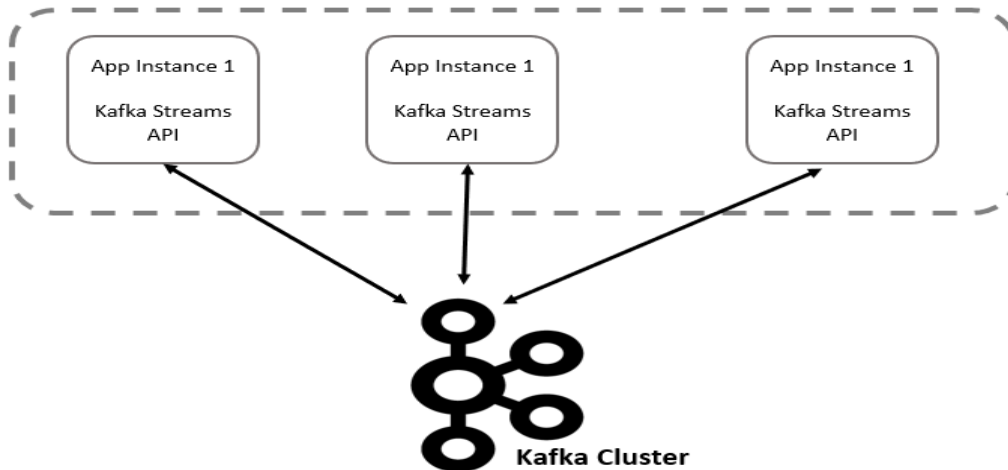 App Instance 1
Kafka Streams
API
App Instance 1
Kafka Streams
API
App Instance 1
Kafka Streams
API
Kafka Cluster